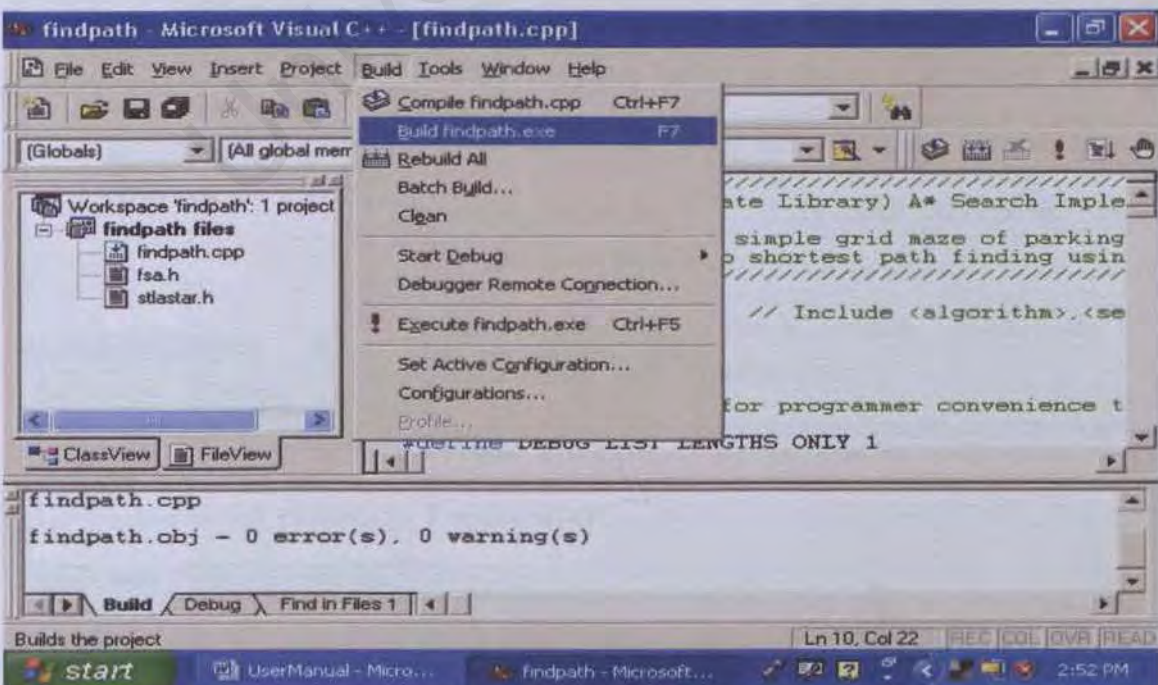 findpath - Microsoft Visual C++ - [findpath.cpp]
File Edit View Insert Project Build Tools Window Help
Compile findpath.cpp Ctrl+F7
Build findpath.exe F7
Rebuild All
Batch Build...
Clean
Start Debug
Debugger Remote Connection...
Execute findpath.exe Ctrl+F5
Set Active Configuration...
Configurations...
Profile...
(Globals) (All global mem
Workspace 'findpath': 1 project
findpath files
findpath.cpp
fsa.h
stlastar.h
ClassView FileView
////////////////////////////
ate Library) A* Search Imple
simple grid maze of parking
o shortest path finding usin
////////////////////////////
// Include <algorithm>,<se
for programmer convenience t
#define DEBUG LIST LENGTHS ONLY 1
findpath.cpp
findpath.obj - 0 error(s), 0 warning(s)
Build Debug Find in Files 1
Builds the project Ln 10, Col 22 REC COL OVR READ
start UserManual - Micro... findpath - Microsoft... 2:52 PM